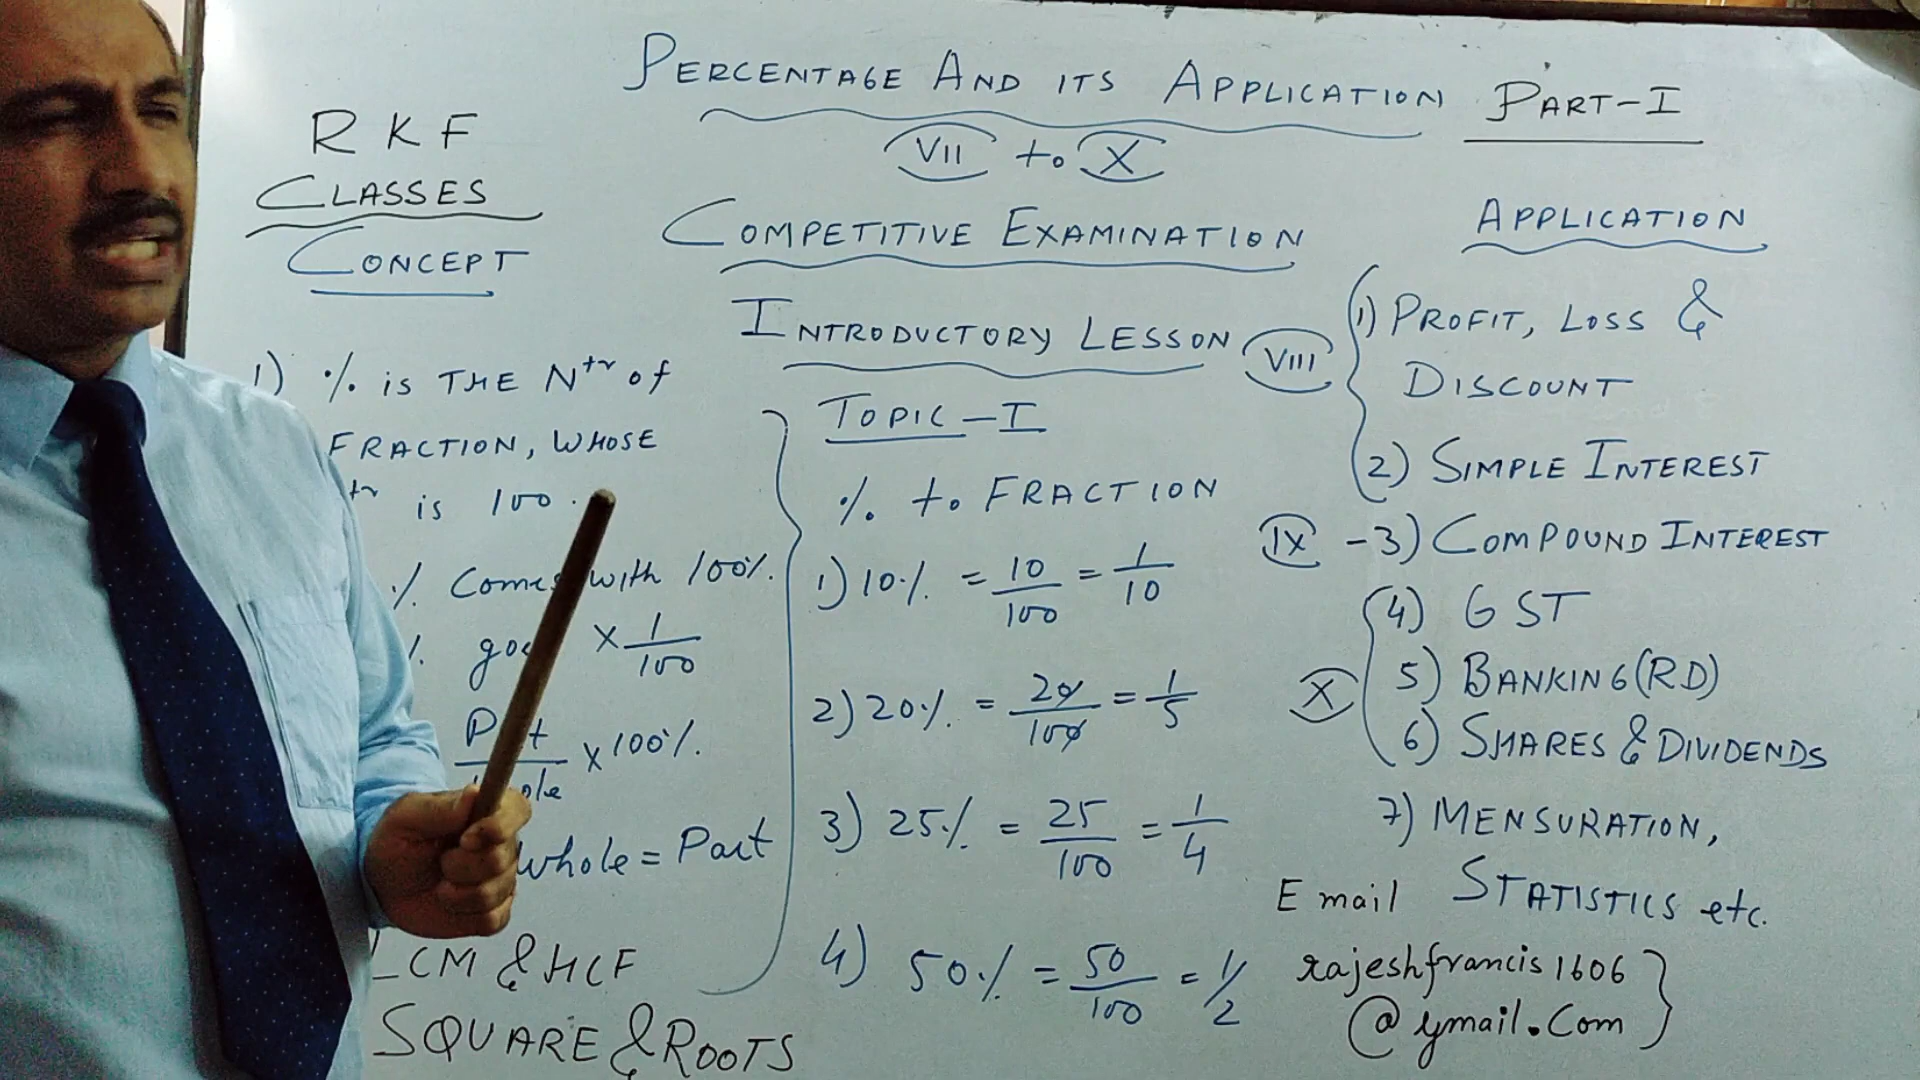 PERCENTAGE AND ITS APPLICATION PART-I
VII to X
COMPETITIVE EXAMINATION
INTRODUCTORY LESSON
RKF
CLASSES
CONCEPT
1) % is THE Ntr of
FRACTION, WHOSE
tr is 100.
% Comes with 100%.
% × 1/100
× 100%.
whole = Part
LCM & HCF
SQUARE & ROOTS
TOPIC-I
% to FRACTION
1) 10% = 10/100 = 1/10
2) 20% = 20/100 = 1/5
3) 25% = 25/100 = 1/4
4) 50% = 50/100 = 1/2
APPLICATION
VIII 1) PROFIT, LOSS &
DISCOUNT
2) SIMPLE INTEREST
IX - 3) COMPOUND INTEREST
4) GST
X 5) BANKING (RD)
6) SHARES & DIVIDENDS
7) MENSURATION,
STATISTICS etc.
Email
rajeshfrancis1606
@ymail.com